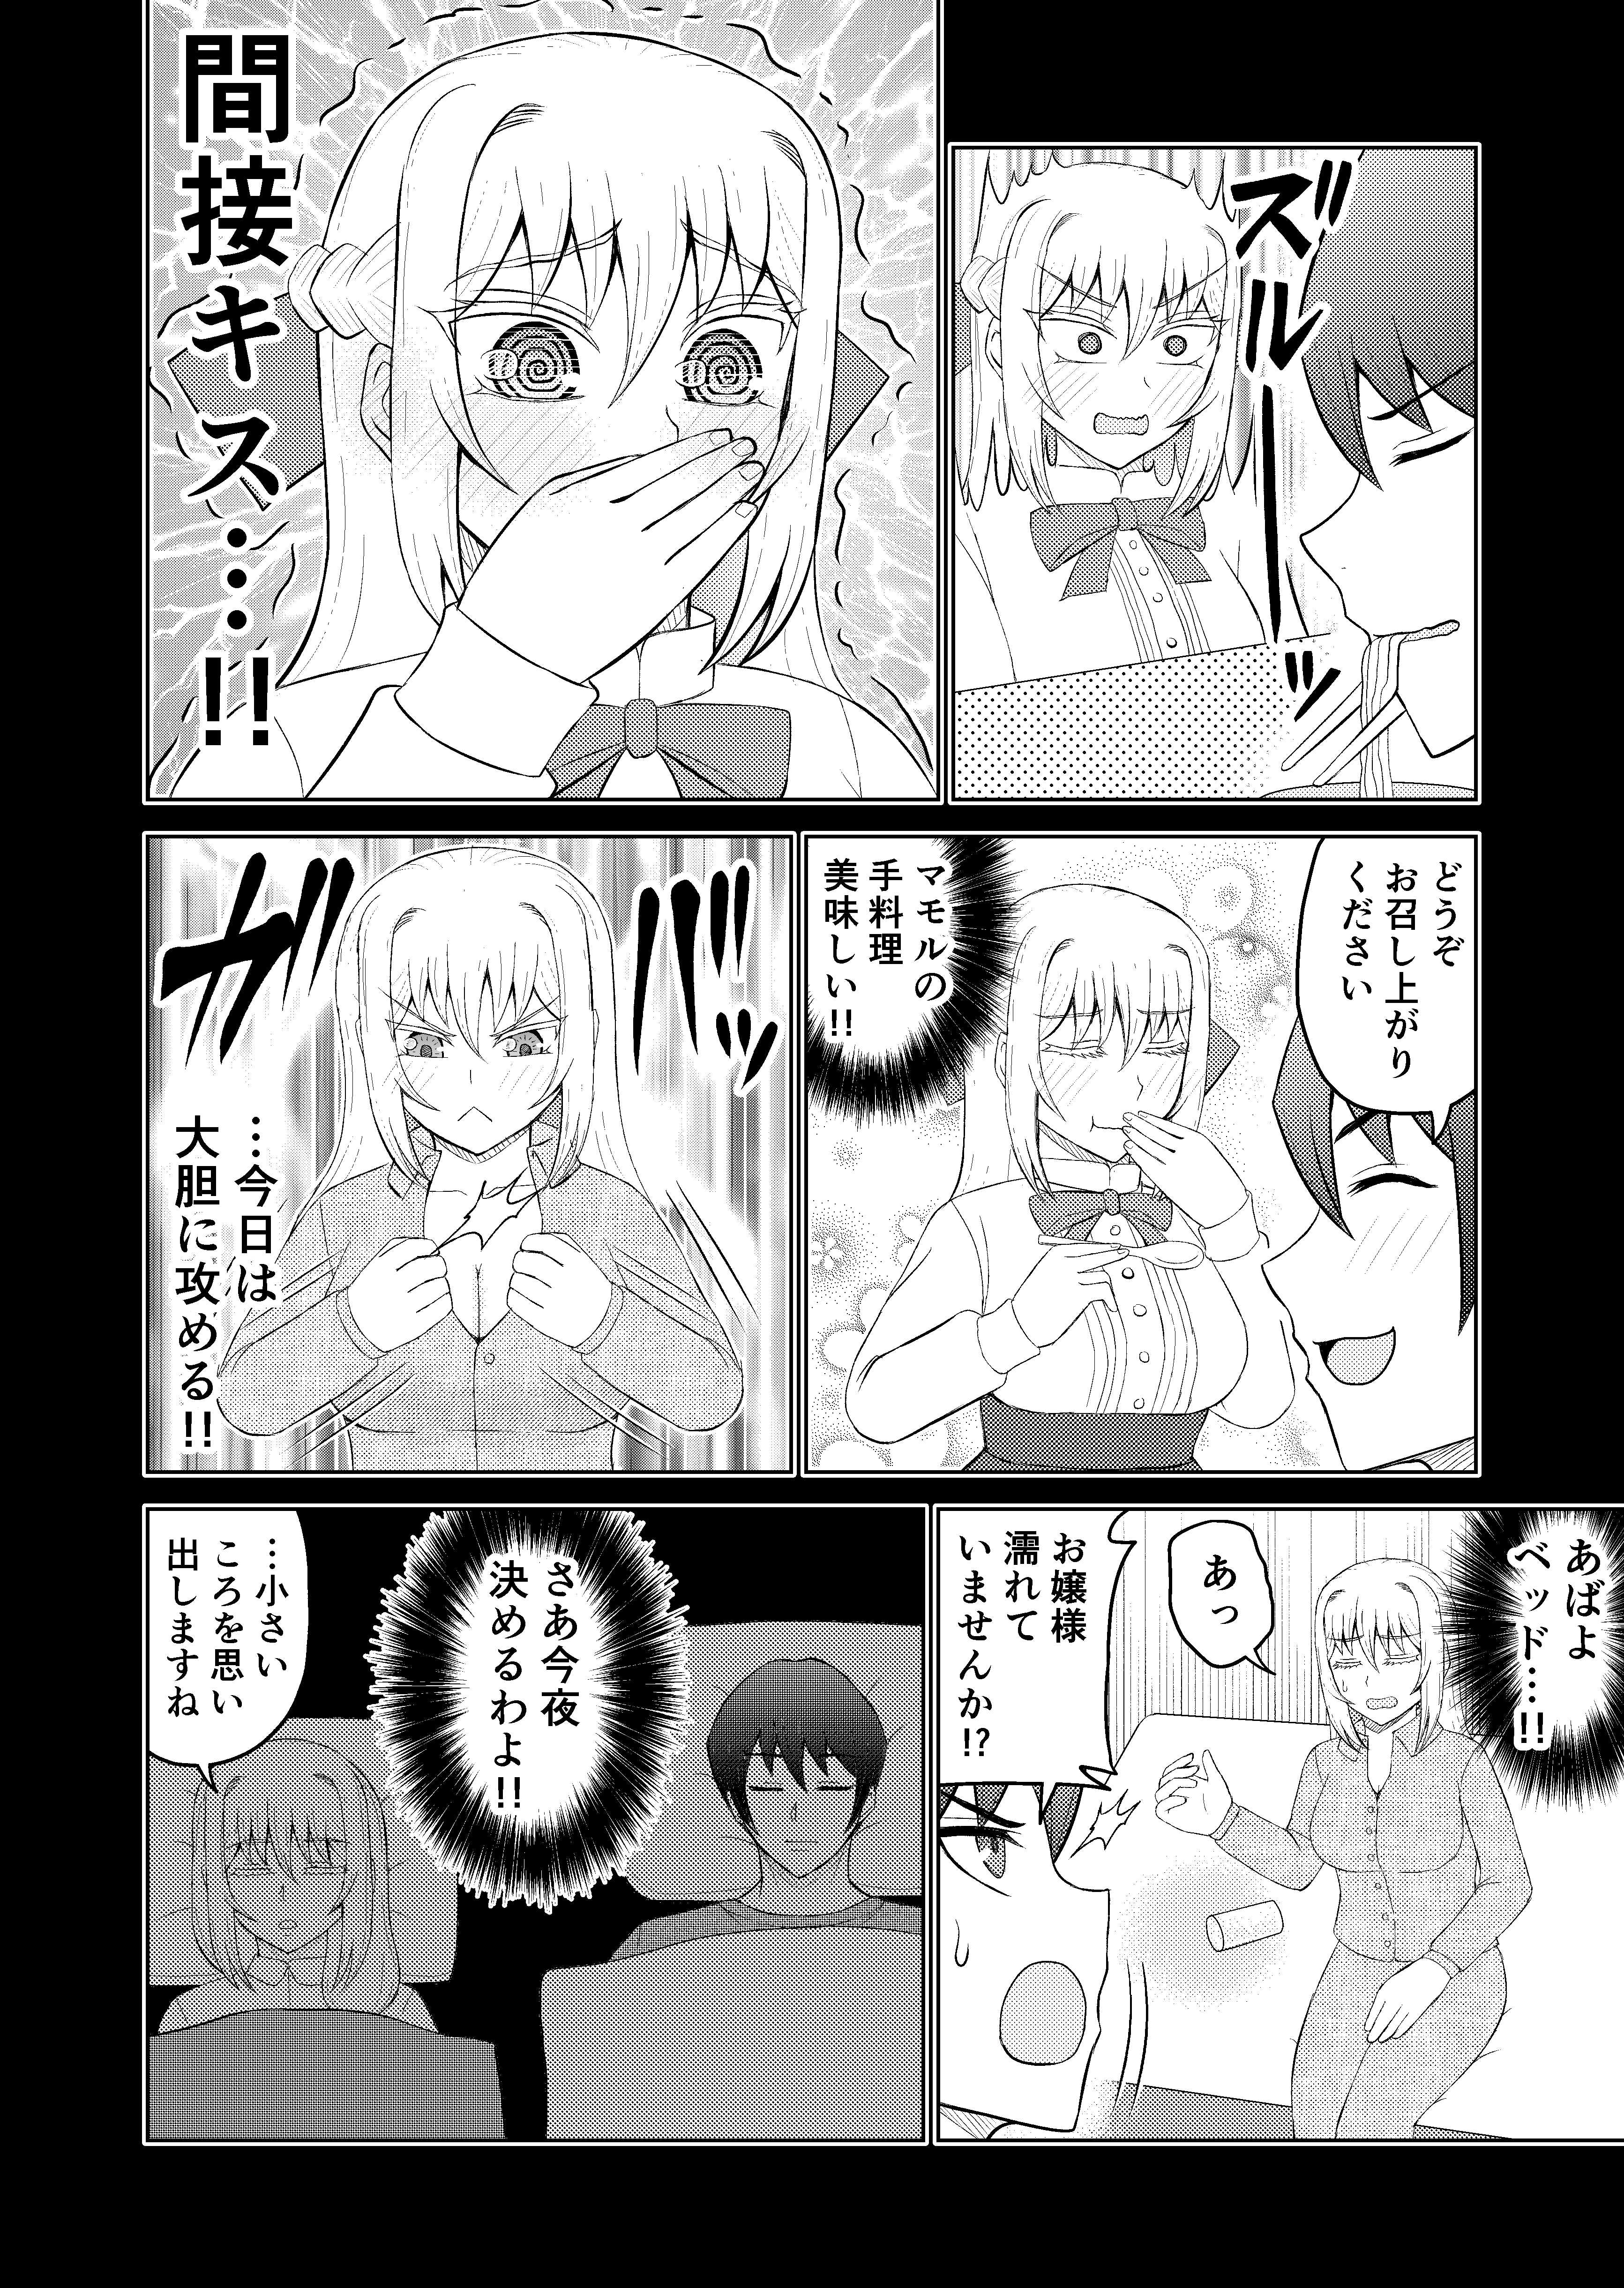 ズルーーーッ
間接キス……!!
どうぞ
お召し上がり
ください
マモルの
手料理
美味しい!!
バッ
ガバッ
…今日は
大胆に攻める!!
あばよ
ベッド…!!
あっ
お嬢様
濡れて
いませんか!?
さあ今夜
決めるわよ!!
…小さい
ころを思い
出しますね